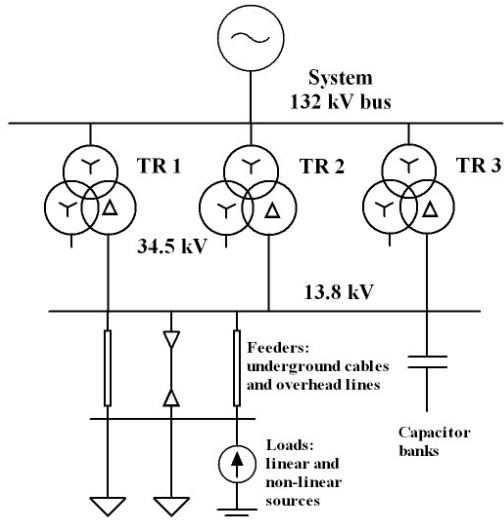 System
132 kV bus
TR 1
TR 2
TR 3
34.5 kV
13.8 kV
Feeders:
underground cables
and overhead lines
Capacitor
banks
Loads:
linear and
non-linear
sources